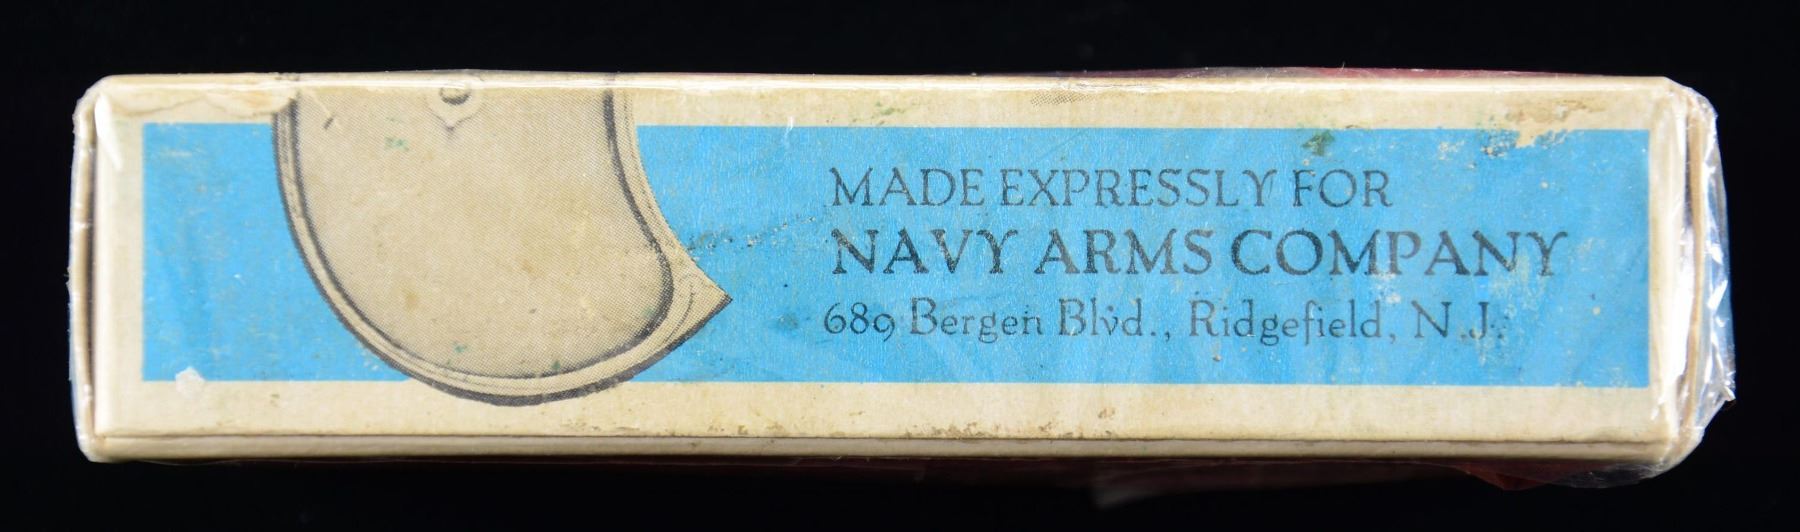 MADE EXPRESSLY FOR
NAVY ARMS COMPANY
689 Bergen Blvd., Ridgefield, N.J.